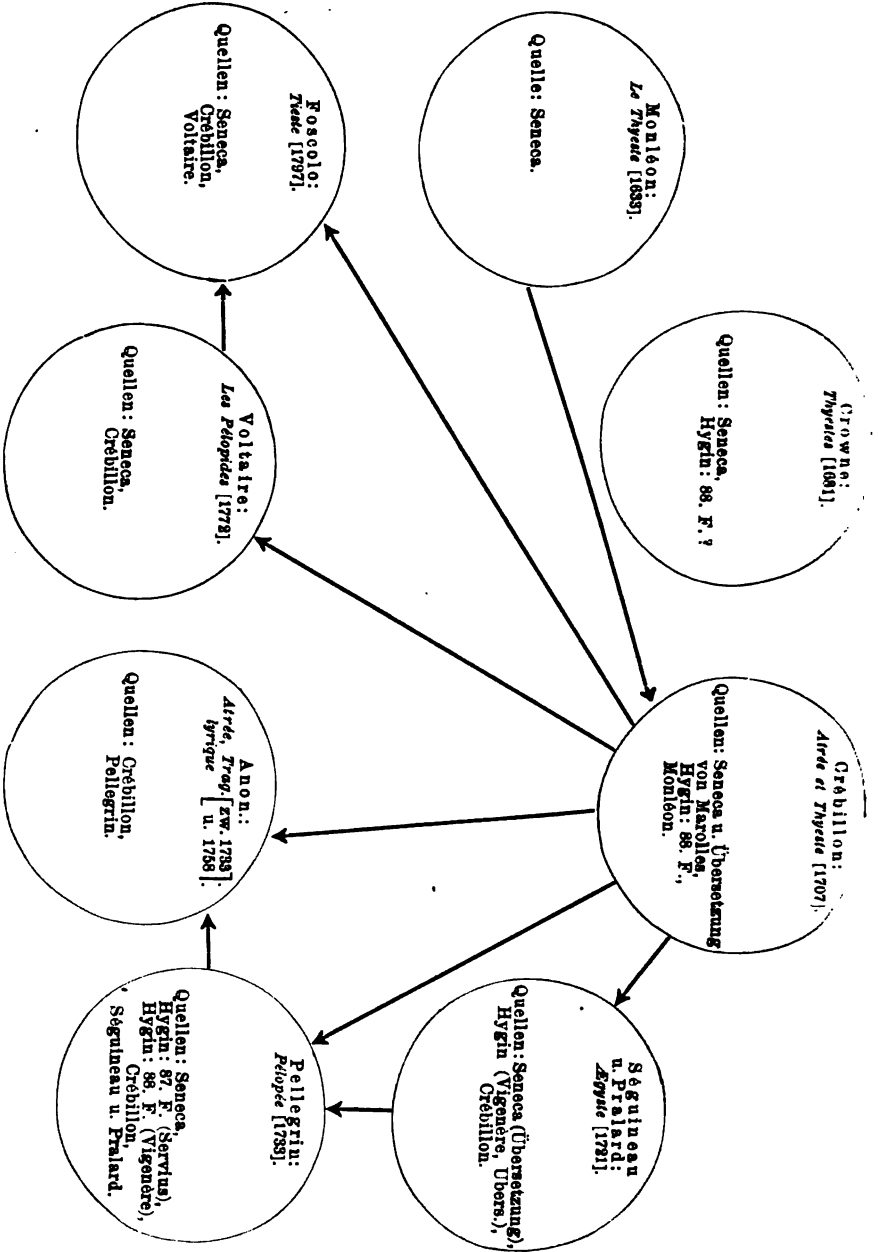 Monléon:
Le Thyeste [1633].
Quelle: Seneca.
Crowne:
Thyestes [1681].
Quellen: Seneca,
Hygin: 88. F.?
Crébillon:
Atrée et Thyeste [1707].
Quellen: Seneca u. Übersetzung
von Marolles,
Hygin: 88. F.,
Monléon.
Séguineau
u. Pralard:
Ægyste [1721].
Quellen: Seneca (Übersetzung),
Hygin (Vigenère, Übers.),
Crébillon.
Foscolo:
Tieste [1797].
Quellen: Seneca,
Crébillon,
Voltaire.
Voltaire:
Les Pélopides [1772].
Quellen: Seneca,
Crébillon.
Anon.:
Atrée, Trag. [zw. 1733
lyrique [ u. 1758].
Quellen: Crébillon,
Pellegrin.
Pellegrin:
Pélopée [1733].
Quellen: Seneca,
Hygin: 87. F. (Servius),
Hygin: 88. F. (Vigenère),
Crébillon,
Séguineau u. Pralard.